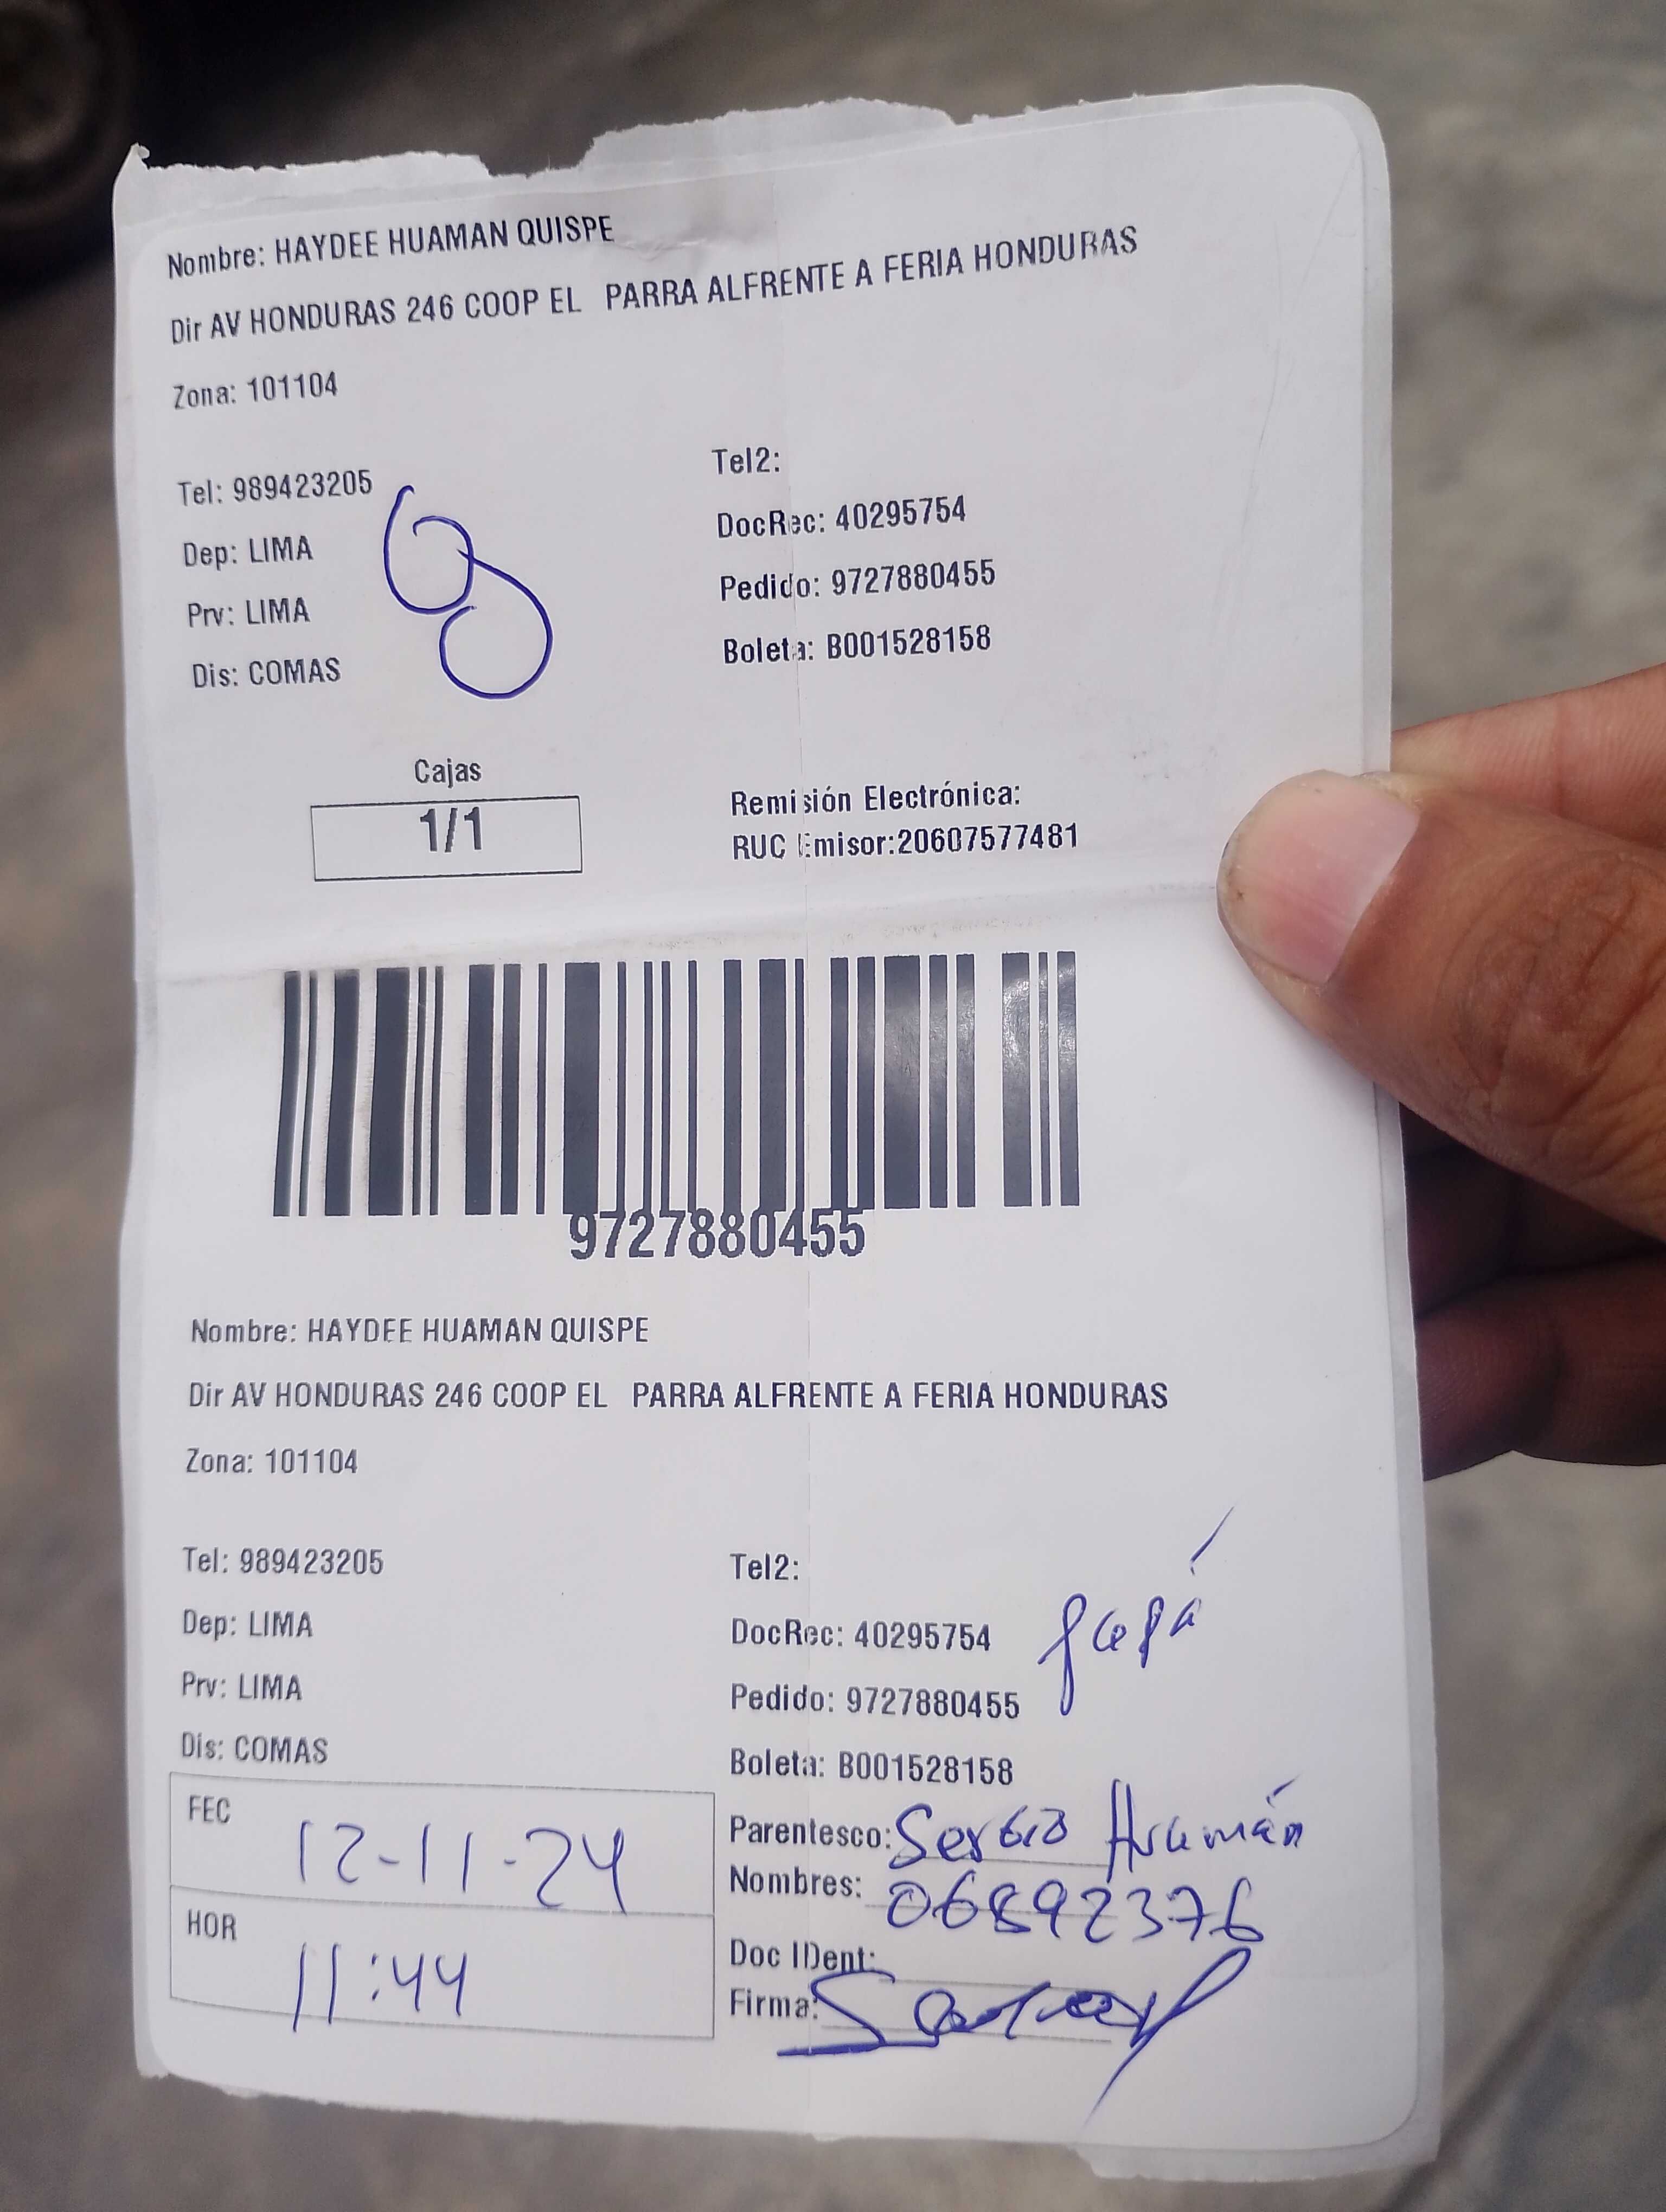 Nombre: HAYDEE HUAMAN QUISPE
Dir AV HONDURAS 246 COOP EL PARRA ALFRENTE A FERIA HONDURAS
Zona: 101104
Tel: 989423205
Tel2:
Dep: LIMA
DocRec: 40295754
Prv: LIMA
Pedido: 9727880455
Dis: COMAS
Boleta: B001528158
Cajas
1/1
Remisión Electrónica:
RUC Emisor:20607577481
9727880455
Nombre: HAYDEE HUAMAN QUISPE
Dir AV HONDURAS 246 COOP EL PARRA ALFRENTE A FERIA HONDURAS
Zona: 101104
Tel: 989423205
Tel2:
Dep: LIMA
DocRec: 40295754 papá
Prv: LIMA
Pedido: 9727880455
Dis: COMAS
Boleta: B001528158
FEC 12-11-24
Parentesco: Sergio Huamán
Nombres: 06892376
HOR 11:44
Doc IDent:
Firma: